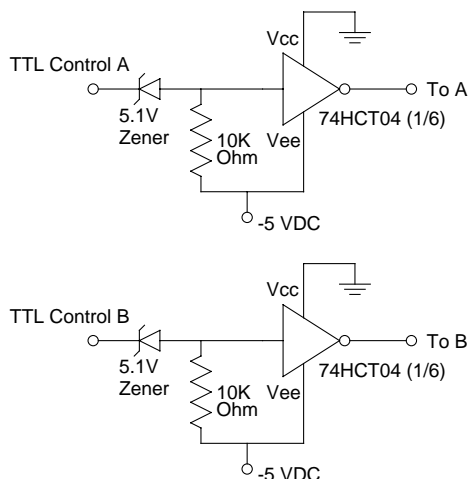 Vcc
TTL Control A
To A
5.1V
Zener
10K
Ohm
Vee
74HCT04 (1/6)
-5 VDC
Vcc
TTL Control B
To B
5.1V
Zener
10K
Ohm
Vee
74HCT04 (1/6)
-5 VDC